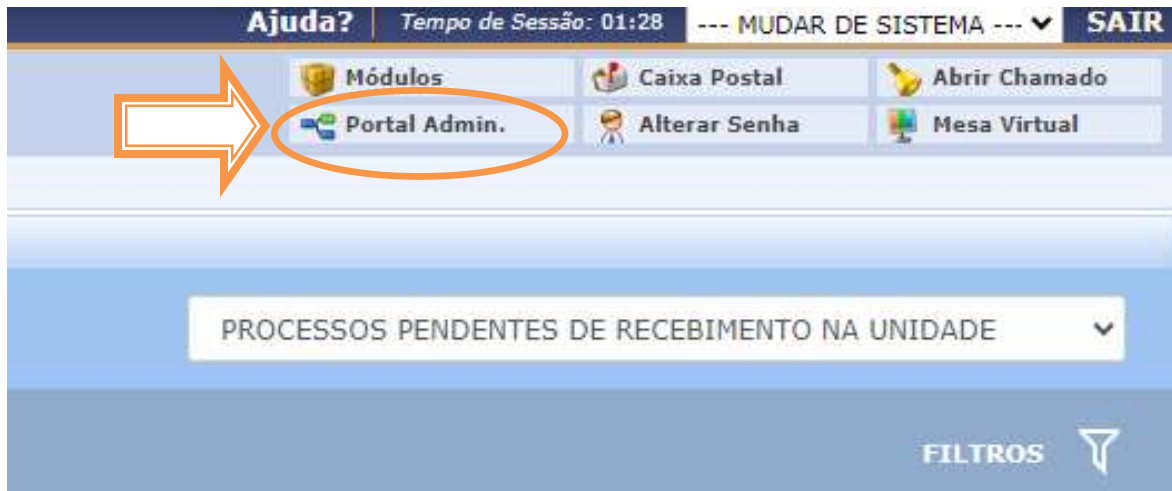 Ajuda? Tempo de Sessão: 01:28 --- MUDAR DE SISTEMA --- SAIR
Módulos Caixa Postal Abrir Chamado
Portal Admin. Alterar Senha Mesa Virtual
PROCESSOS PENDENTES DE RECEBIMENTO NA UNIDADE
FILTROS